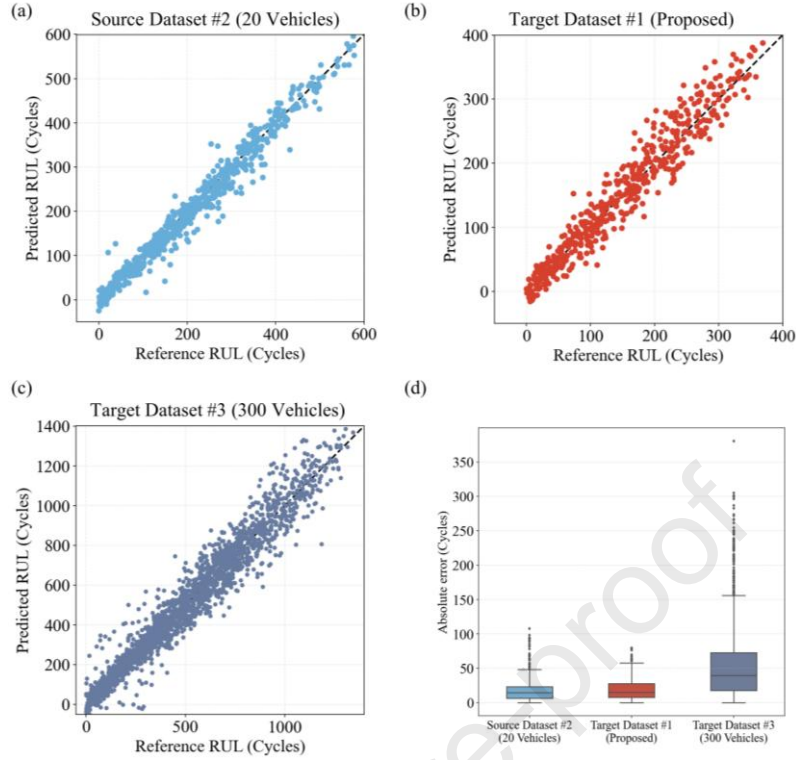 (a)
Source Dataset #2 (20 Vehicles)
600
500
400
300
200
100
0
Predicted RUL (Cycles)
0
200
400
600
Reference RUL (Cycles)
(b)
Target Dataset #1 (Proposed)
400
300
200
100
0
Predicted RUL (Cycles)
0
100
200
300
400
Reference RUL (Cycles)
(c)
Target Dataset #3 (300 Vehicles)
1400
1200
1000
800
600
400
200
0
Predicted RUL (Cycles)
0
500
1000
Reference RUL (Cycles)
(d)
350
300
250
200
150
100
50
0
Absolute error (Cycles)
Source Dataset #2
(20 Vehicles)
Target Dataset #1
(Proposed)
Target Dataset #3
(300 Vehicles)
e-proof